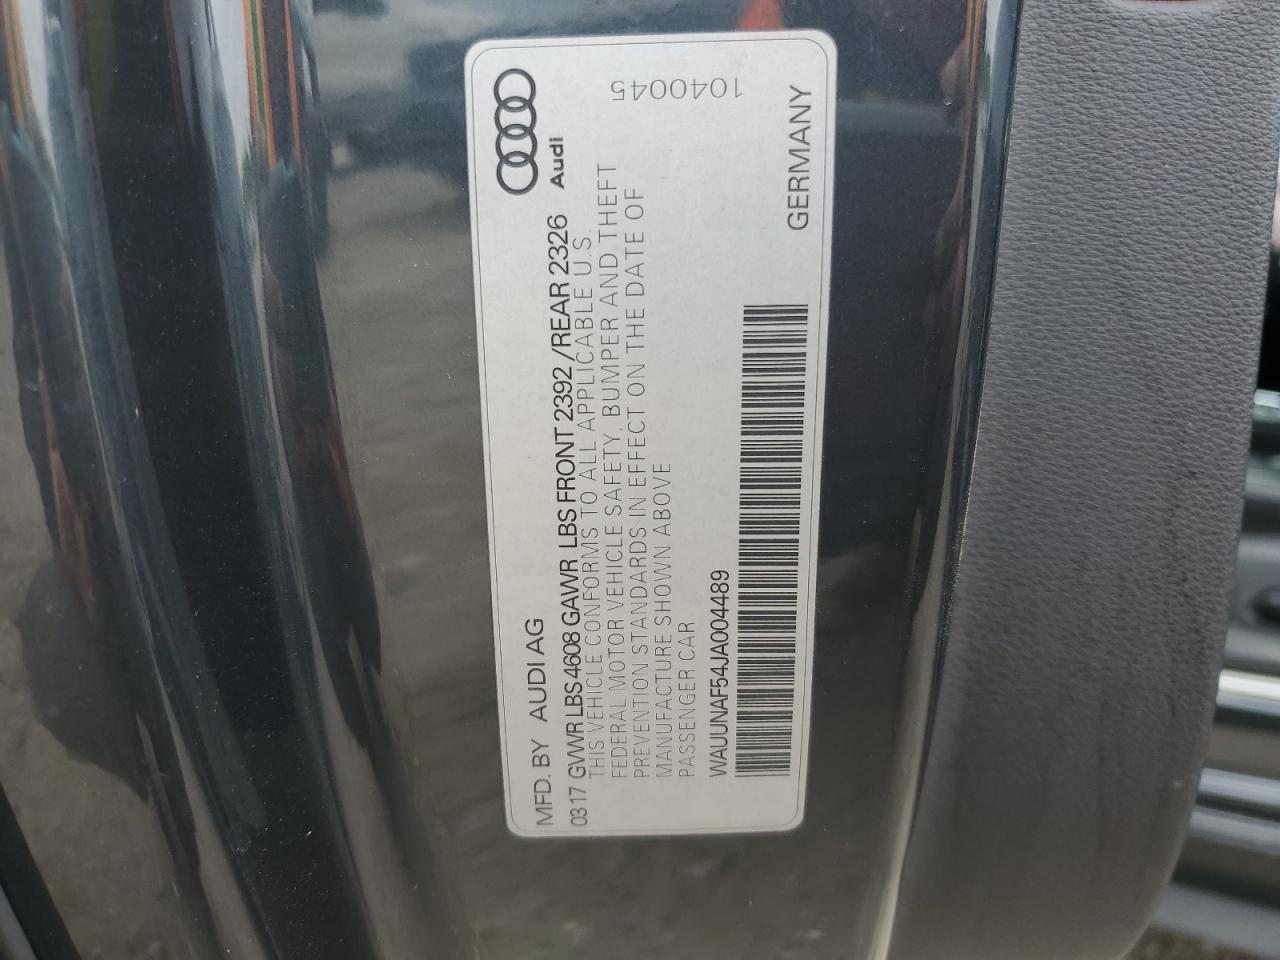 MFD. BY AUDI AG
Audi
0317 GVWR LBS 4608 GAWR LBS FRONT 2392 / REAR 2326
THIS VEHICLE CONFORMS TO ALL APPLICABLE U.S.
FEDERAL MOTOR VEHICLE SAFETY, BUMPER AND THEFT
PREVENTION STANDARDS IN EFFECT ON THE DATE OF
MANUFACTURE SHOWN ABOVE
PASSENGER CAR
1040045
WAUUNAF54JA004489
GERMANY